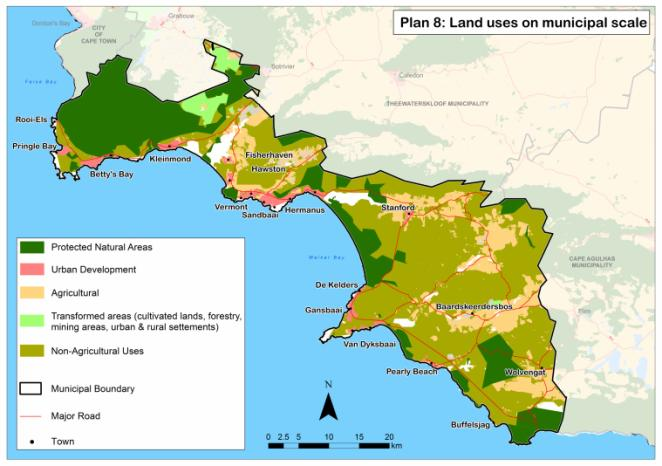 Plan 8: Land uses on municipal scale
Denton's Bay
Grabouw
CITY
OF
CAPE TOWN
Botrivier
False Bay
Caledon
THEEWATERSKLOOF MUNICIPALITY
Rooi-Els
Pringle Bay
Betty's Bay
Kleinmond
Fisherhaven
Hawston
Vermont
Sandbaai
Hermanus
Stanford
Walker Bay
CAPE AGULHAS
MUNICIPALITY
De Kelders
Gansbaai
Baardskeerdersbos
Elim
Van Dyksbaai
Pearly Beach
Wolvengat
Buffelsjag
Protected Natural Areas
Urban Development
Agricultural
Transformed areas (cultivated lands, forestry,
mining areas, urban & rural settements)
Non-Agricultural Uses
Municipal Boundary
Major Road
Town
N
0 2.5 5 10 15 20
km